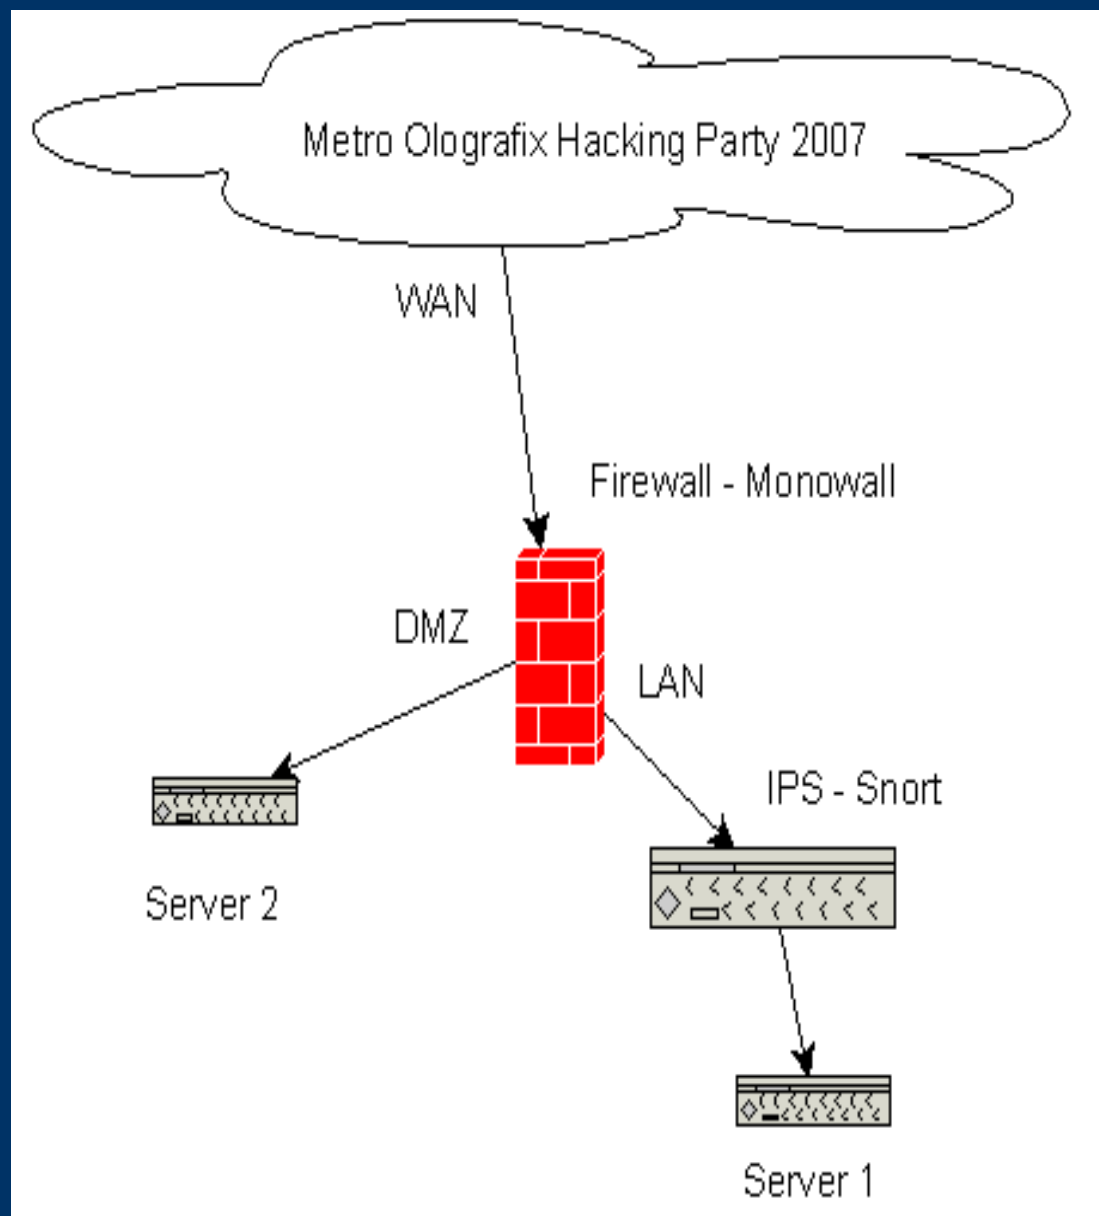 Metro Olografix Hacking Party 2007
WAN
Firewall - Monowall
DMZ
LAN
IPS - Snort
Server 2
Server 1